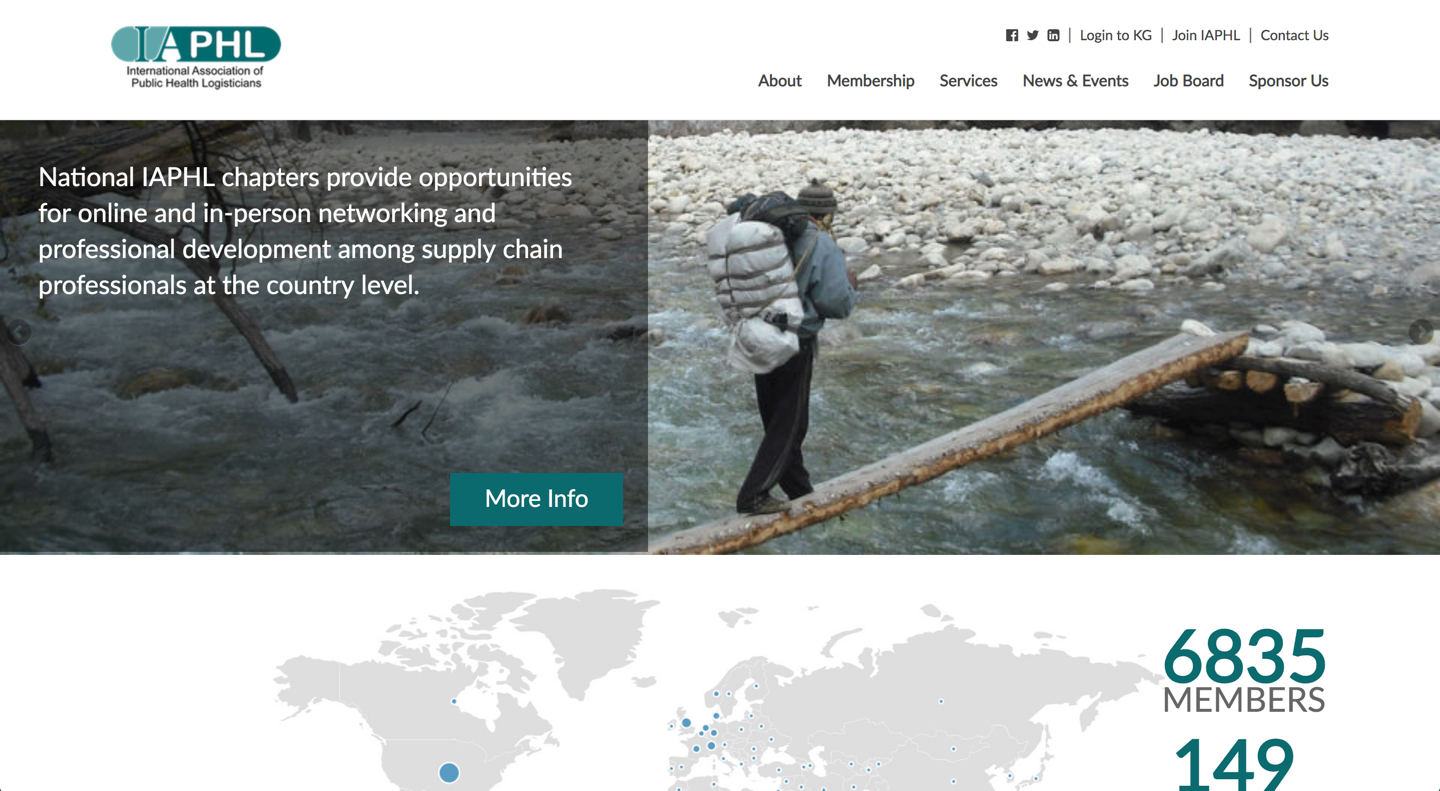 IAPHL
International Association of
Public Health Logisticians
Login to KG | Join IAPHL | Contact Us
About Membership Services News & Events Job Board Sponsor Us
National IAPHL chapters provide opportunities
for online and in-person networking and
professional development among supply chain
professionals at the country level.
More Info
6835
MEMBERS
149